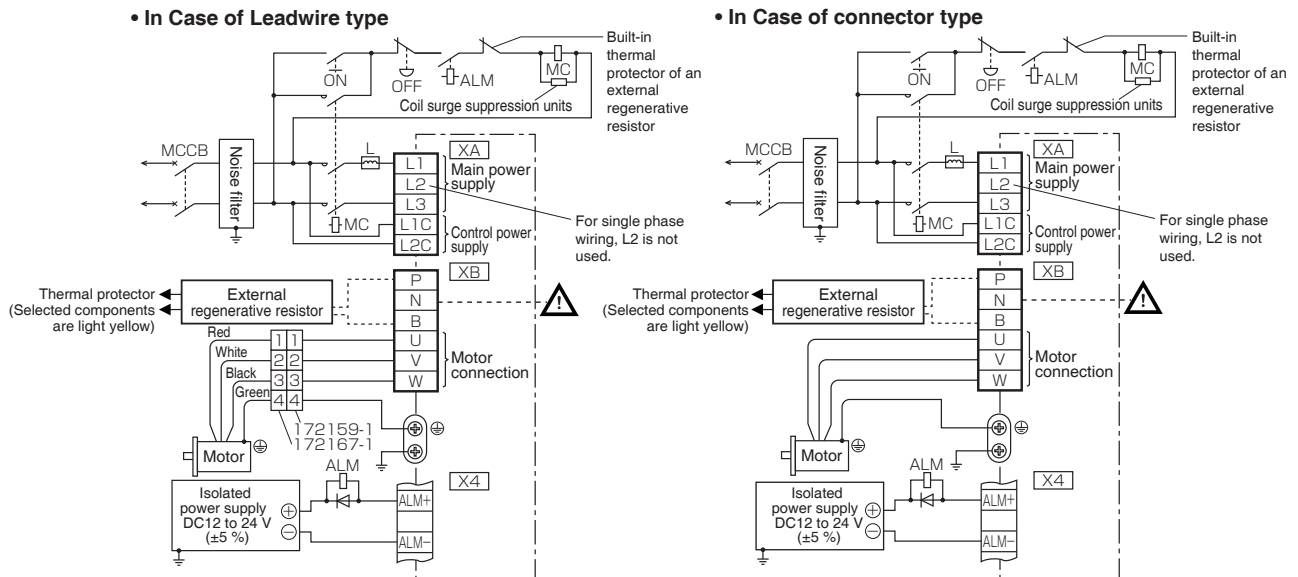 • In Case of Leadwire type
Built-in
thermal
protector of an
external
regenerative
resistor
ON
OFF
ALM
MC
Coil surge suppression units
MCCB
Noise filter
L
XA
L1
L2
L3
L1C
L2C
Main power
supply
Control power
supply
MC
For single phase
wiring, L2 is not
used.
XB
P
N
B
U
V
W
!
Thermal protector
(Selected components
are light yellow)
External
regenerative resistor
Red
White
Black
Green
1 1
2 2
3 3
4 4
172159-1
172167-1
Motor
connection
Motor
ALM
X4
Isolated
power supply
DC12 to 24 V
(±5 %)
+
−
ALM+
ALM−
• In Case of connector type
Built-in
thermal
protector of an
external
regenerative
resistor
ON
OFF
ALM
MC
Coil surge suppression units
MCCB
Noise filter
L
XA
L1
L2
L3
L1C
L2C
Main power
supply
Control power
supply
MC
For single phase
wiring, L2 is not
used.
XB
P
N
B
U
V
W
!
Thermal protector
(Selected components
are light yellow)
External
regenerative resistor
Motor
connection
Motor
ALM
X4
Isolated
power supply
DC12 to 24 V
(±5 %)
+
−
ALM+
ALM−